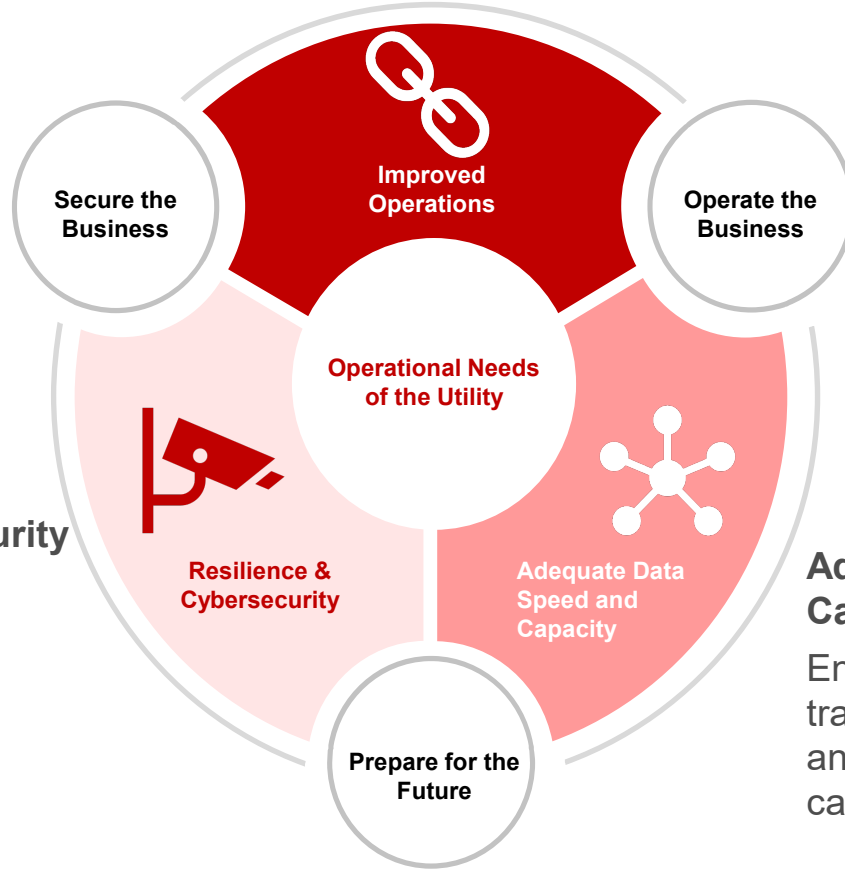 Improved
Operations
Secure the
Business
Operate the
Business
Operational Needs
of the Utility
Resilience &
Cybersecurity
Adequate Data
Speed and
Capacity
Prepare for the
Future